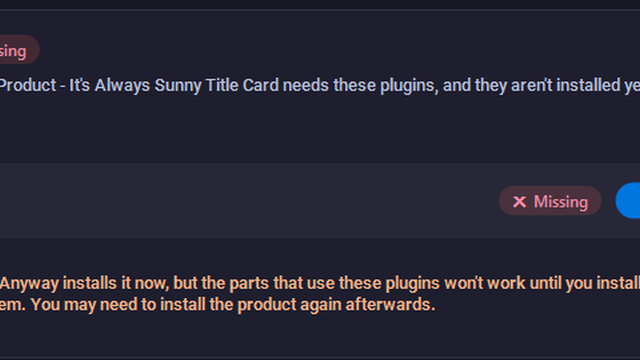 sing
Product - It's Always Sunny Title Card needs these plugins, and they aren't installed ye
✕ Missing
Anyway installs it now, but the parts that use these plugins won't work until you install
em. You may need to install the product again afterwards.